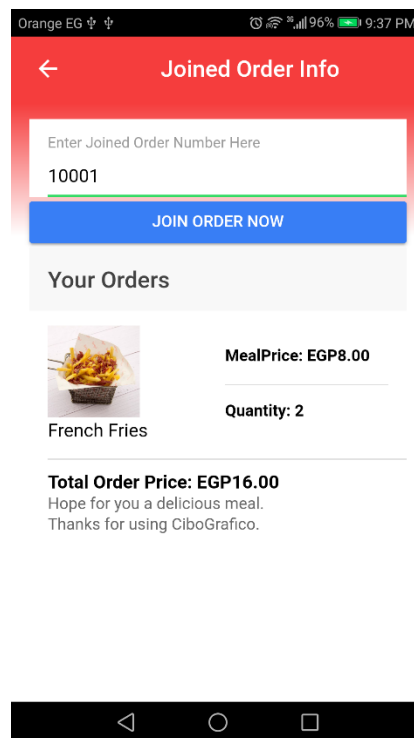 Orange EG
36
96%
9:37 PM
Joined Order Info
Enter Joined Order Number Here
10001
JOIN ORDER NOW
Your Orders
MealPrice: EGP8.00
Quantity: 2
French Fries
Total Order Price: EGP16.00
Hope for you a delicious meal.
Thanks for using CiboGrafico.